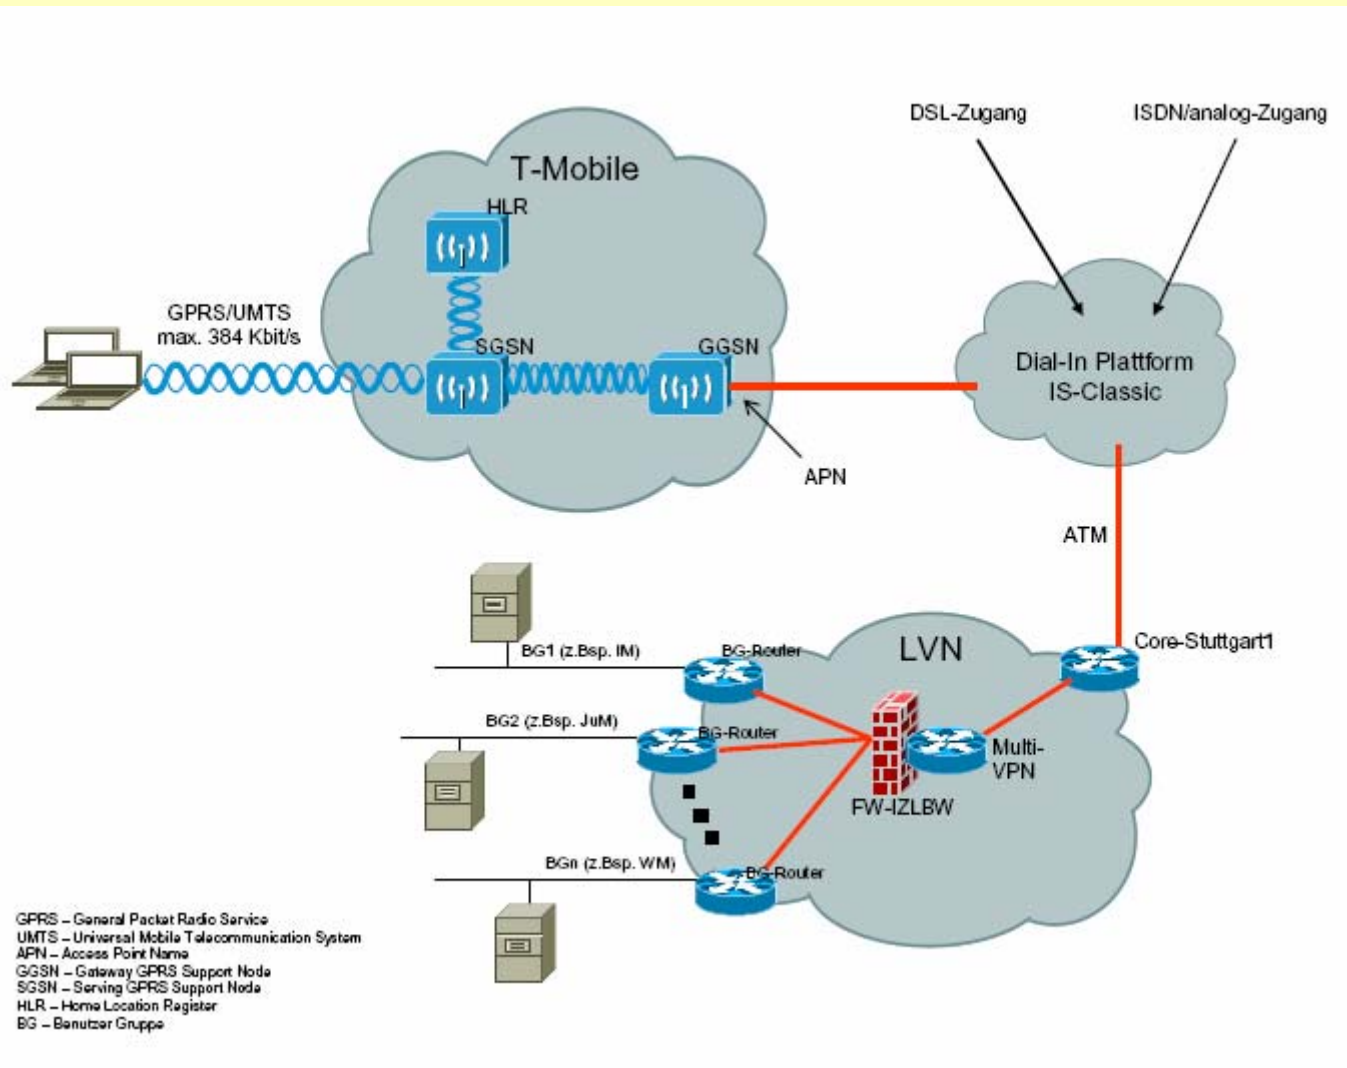 DSL-Zugang
ISDN/analog-Zugang
T-Mobile
HLR
GPRS/UMTS
max. 384 Kbit/s
SGSN
GGSN
Dial-In Plattform
IS-Classic
APN
ATM
BG1 (z.Bsp. IM)
BG-Router
LVN
Core-Stuttgart1
BG2 (z.Bsp. JuM)
BG-Router
Multi-
VPN
FW-IZLBW
BGn (z.Bsp. WM)
BG-Router
GPRS – General Packet Radio Service
UMTS – Universal Mobile Telecommunication System
APN – Access Point Name
GGSN – Gateway GPRS Support Node
SGSN – Serving GPRS Support Node
HLR – Home Location Register
BG – Benutzer Gruppe